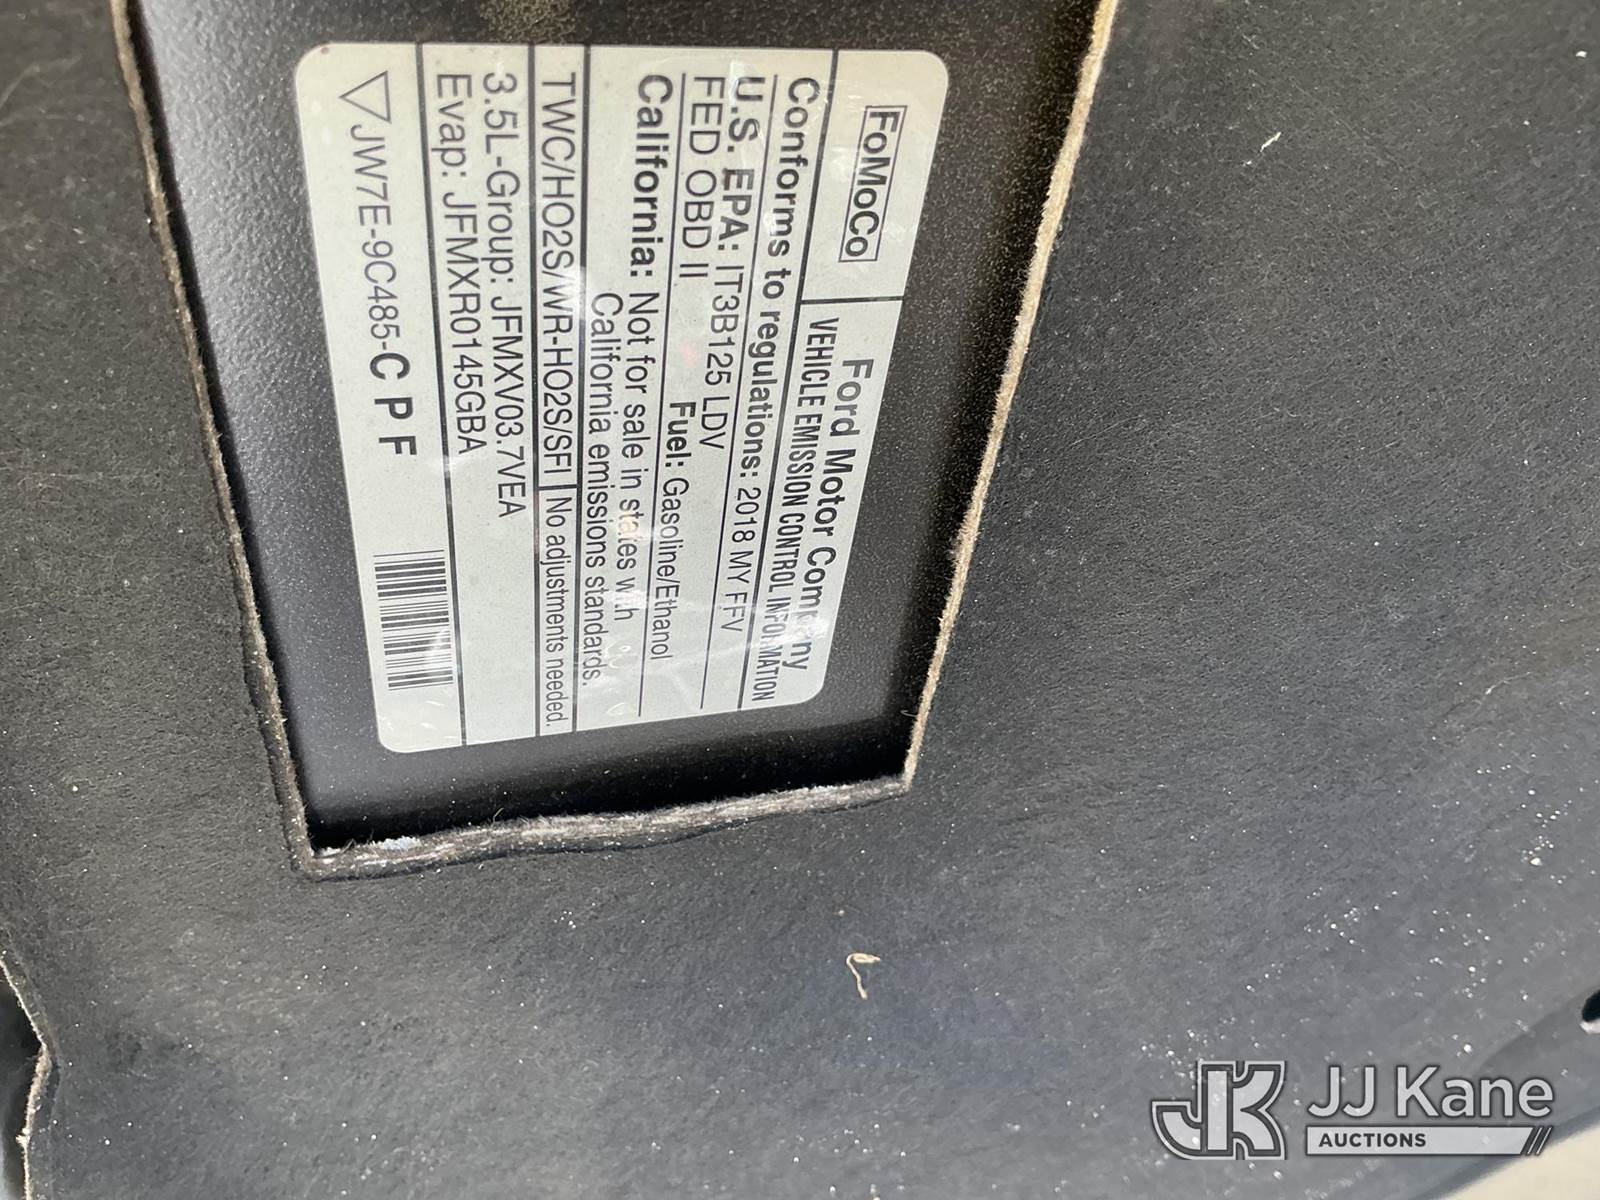 FoMoCo
Ford Motor Company
VEHICLE EMISSION CONTROL INFORMATION
Conforms to regulations: 2018 MY FFV
U.S. EPA: IT3B125 LDV
FED OBD II Fuel: Gasoline/Ethanol
California: Not for sale in states with
California emissions standards.
TWC/HO2S/WR-HO2S/SFI No adjustments needed.
3.5L-Group: JFMXV03.7VEA
Evap: JFMXR0145GBA
JW7E-9C485-CPF
JK JJ Kane
AUCTIONS